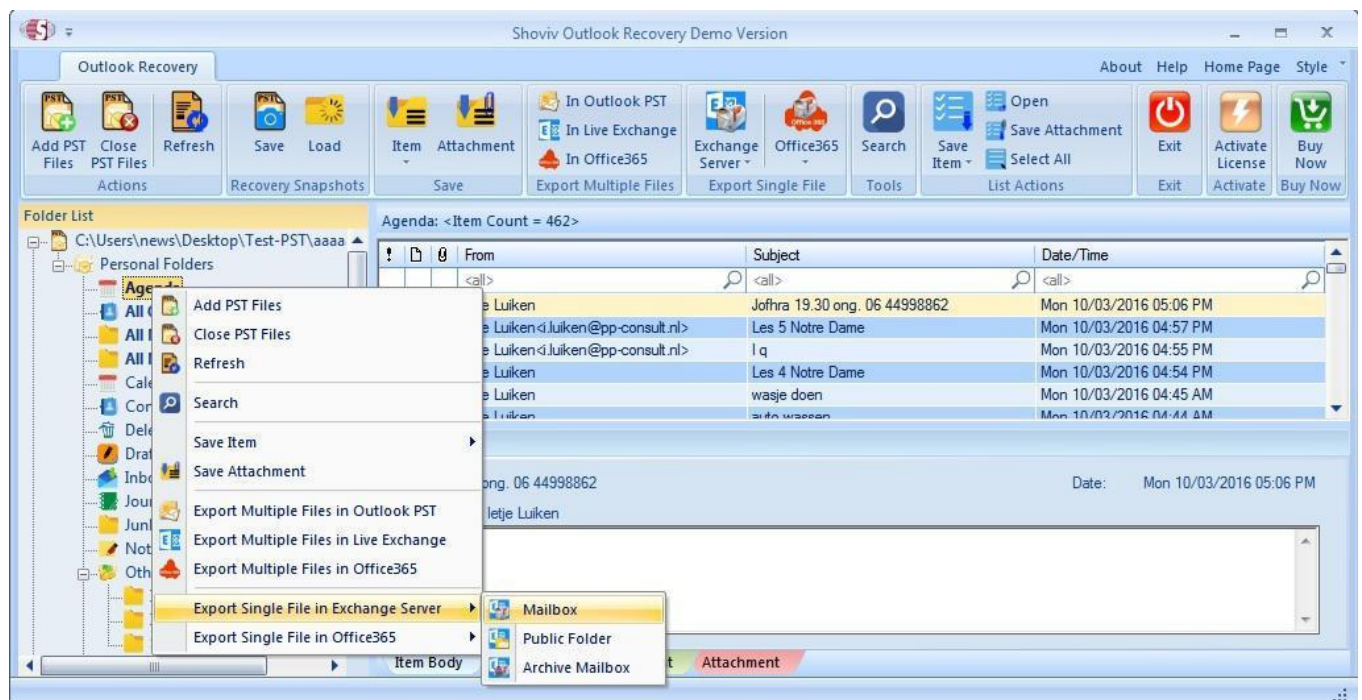 Shoviv Outlook Recovery Demo Version
Outlook Recovery
About Help Home Page Style
Add PST Files
Close PST Files
Refresh
Save
Load
Item
Attachment
In Outlook PST
In Live Exchange
In Office365
Exchange Server
Office365
Search
Save Item
Open
Save Attachment
Select All
Exit
Activate License
Buy Now
Actions
Recovery Snapshots
Save
Export Multiple Files
Export Single File
Tools
List Actions
Exit
Activate
Buy Now
Folder List
Agenda: <Item Count = 462>
C:\Users\news\Desktop\Test-PST\aaaa
Personal Folders
From Subject Date/Time
<all> <all> <all>
Luiken Jofhra 19.30 ong. 06 44998862 Mon 10/03/2016 05:06 PM
Luiken<i.luiken@pp-consult.nl> Les 5 Notre Dame Mon 10/03/2016 04:57 PM
Luiken<i.luiken@pp-consult.nl> l q Mon 10/03/2016 04:55 PM
Luiken Les 4 Notre Dame Mon 10/03/2016 04:54 PM
Luiken wasje doen Mon 10/03/2016 04:45 AM
Luiken auto wassen Mon 10/03/2016 04:44 AM
Add PST Files
Close PST Files
Refresh
Search
Save Item
Save Attachment
Export Multiple Files in Outlook PST
Export Multiple Files in Live Exchange
Export Multiple Files in Office365
Export Single File in Exchange Server
Export Single File in Office365
Mailbox
Public Folder
Archive Mailbox
ong. 06 44998862 Date: Mon 10/03/2016 05:06 PM
letje Luiken
Item Body
Attachment